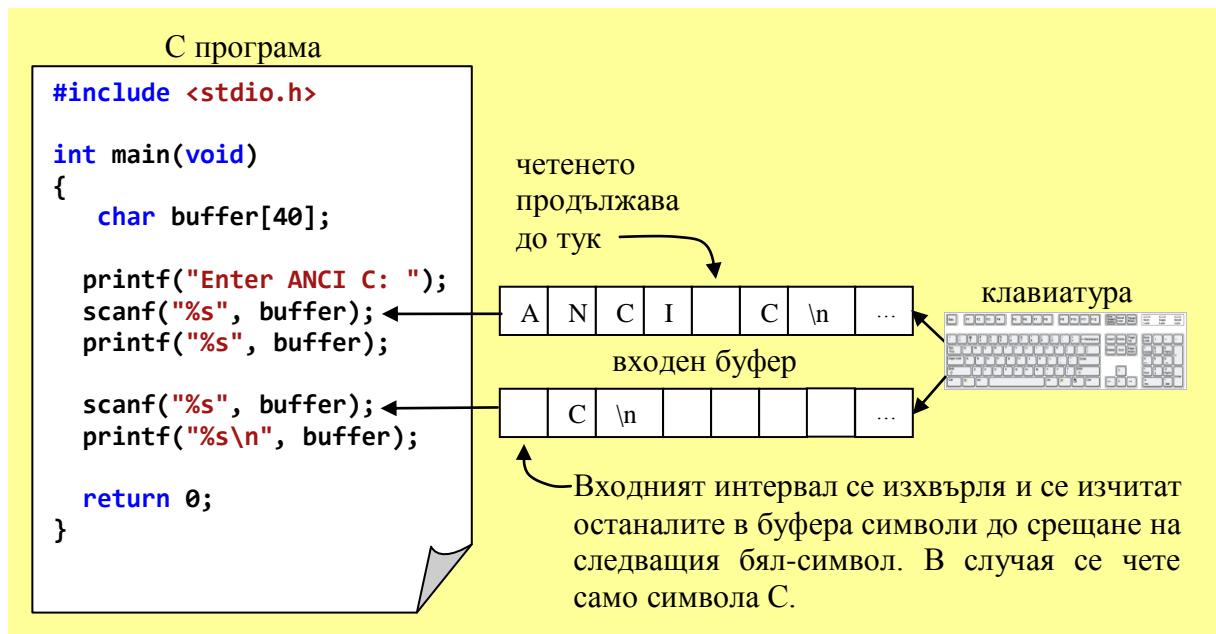 С програма
#include <stdio.h>
int main(void)
{
char buffer[40];
printf("Enter ANCI C: ");
scanf("%s", buffer);
printf("%s", buffer);
scanf("%s", buffer);
printf("%s\n", buffer);
return 0;
}
четенето
продължава
до тук
A N C I C \n ...
клавиатура
входен буфер
C \n ...
Входният интервал се изхвърля и се изчитат
останалите в буфера символи до срещане на
следващия бял-символ. В случая се чете
само символа С.